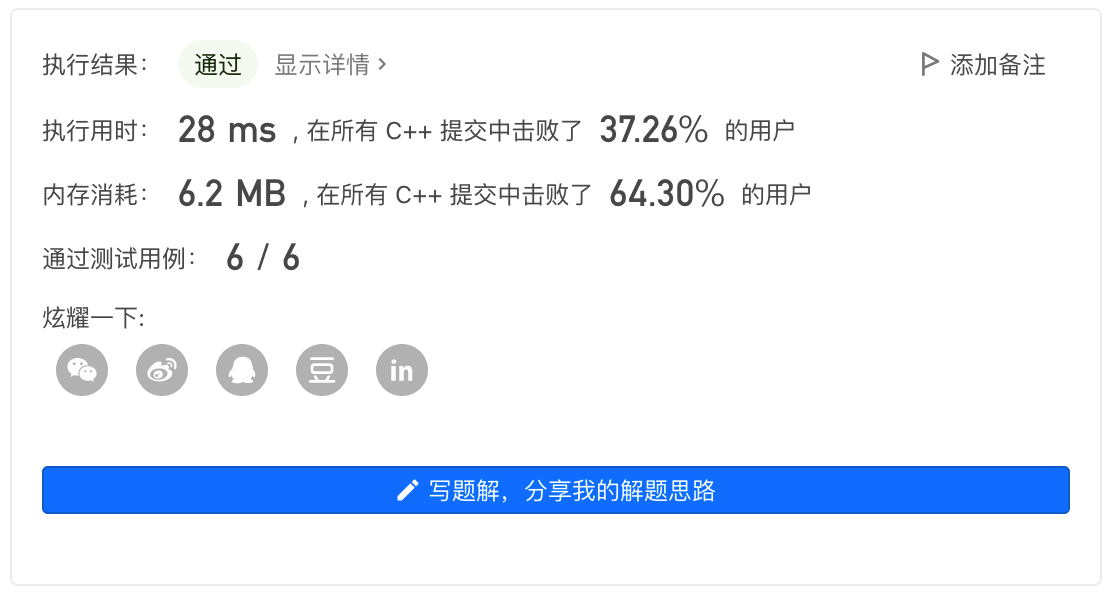 执行结果： 通过 显示详情 > 添加备注
执行用时： 28 ms , 在所有 C++ 提交中击败了 37.26% 的用户
内存消耗： 6.2 MB , 在所有 C++ 提交中击败了 64.30% 的用户
通过测试用例： 6 / 6
炫耀一下:
豆 in
写题解，分享我的解题思路